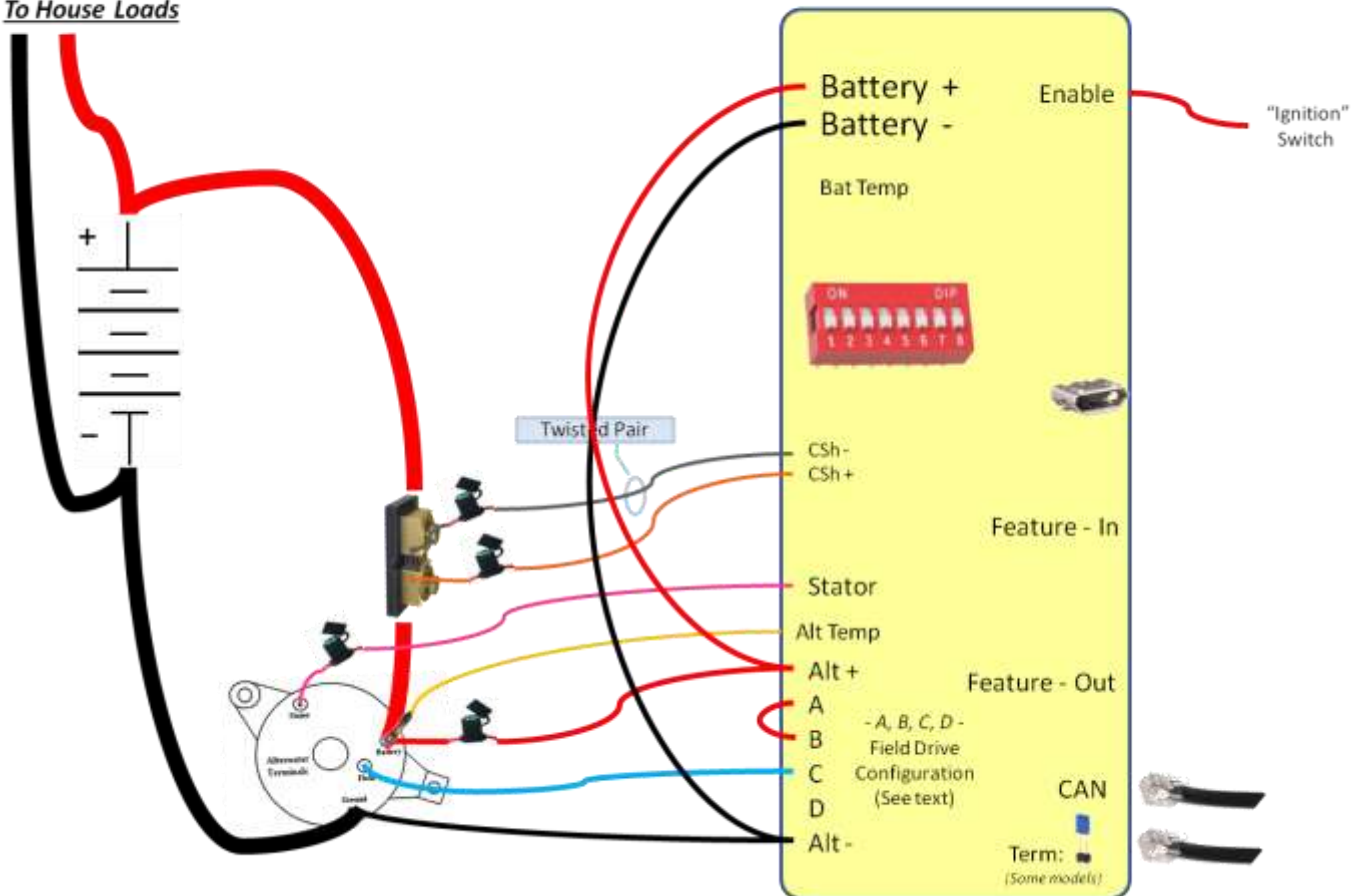 To House Loads
Battery +
Battery -
Bat Temp
Enable
"Ignition"
Switch
+
-
ON DIP
1 2 3 4 5 6 7 8
Twisted Pair
CSh -
CSh +
Feature - In
Stator
Alt Temp
Alt +
A
B
C
D
Alt -
Feature - Out
- A, B, C, D -
Field Drive
Configuration
(See text)
CAN
Term:
(Some models)
Alternator
Terminals
Stator
Battery
Field
Ground